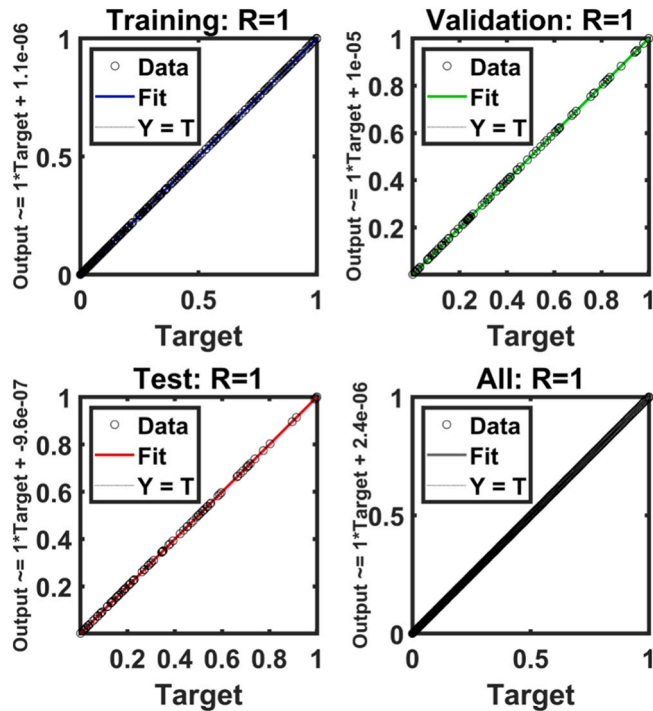 Training: R=1
Output ~= 1*Target + 1.1e-06
1
0.5
0
Data
Fit
Y = T
0
0.5
1
Target
Validation: R=1
Output ~= 1*Target + 1e-05
1
0.8
0.6
0.4
0.2
Data
Fit
Y = T
0.2
0.4
0.6
0.8
1
Target
Test: R=1
Output ~= 1*Target + -9.6e-07
1
0.8
0.6
0.4
0.2
Data
Fit
Y = T
0.2
0.4
0.6
0.8
1
Target
All: R=1
Output ~= 1*Target + 2.4e-06
1
0.5
0
Data
Fit
Y = T
0
0.5
1
Target